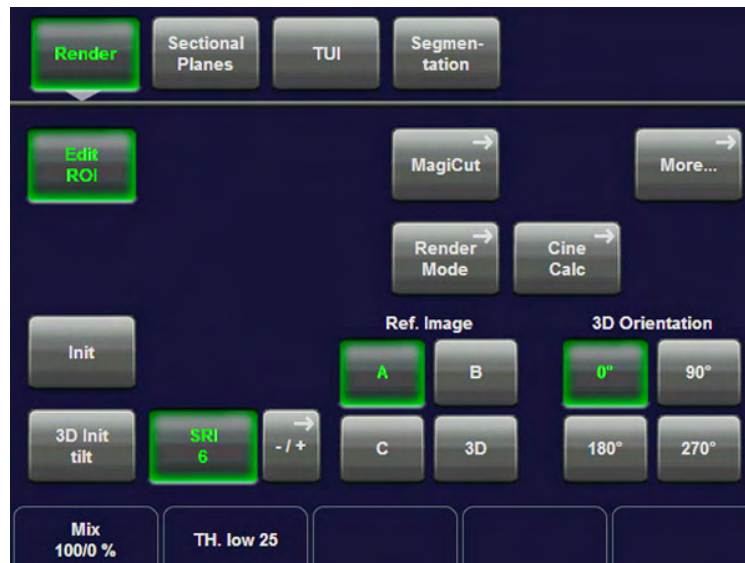 Render
Sectional
Planes
TUI
Segmen-
tation
Edit
ROI
MagiCut
More...
Render
Mode
Cine
Calc
Ref. Image
3D Orientation
Init
A
B
0°
90°
3D Init
tilt
SRI
6
- / +
C
3D
180°
270°
Mix
100/0 %
TH. low 25